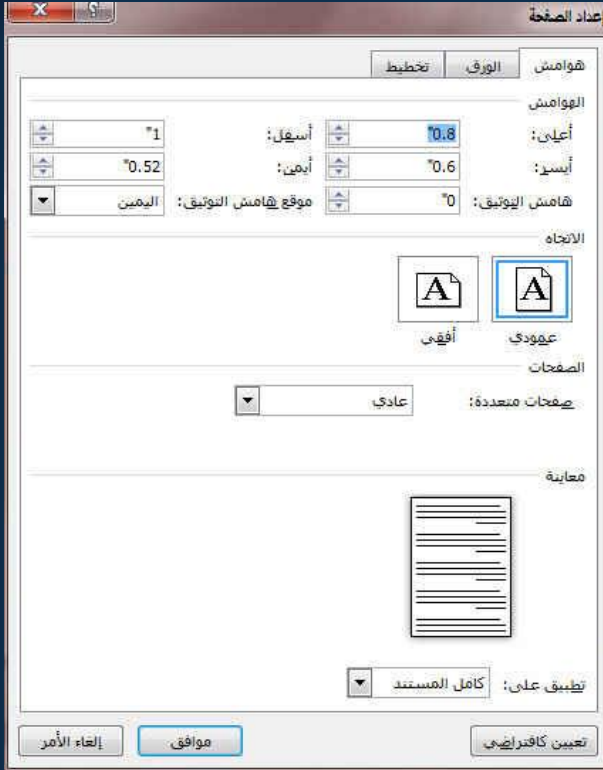 إعداد الصفحة
هوامش الورق تخطيط
الهوامش
أعلى: 0.8" أسفل: 1"
أيسر: 0.6" أيمن: 0.52"
هامش التوثيق: 0" موقع هامش التوثيق: اليمين
الاتجاه
A A
عمودي أفقي
الصفحات
صفحات متعددة: عادي
معاينة
تطبيق على: كامل المستند
تعيين كافتراضي موافق إلغاء الأمر